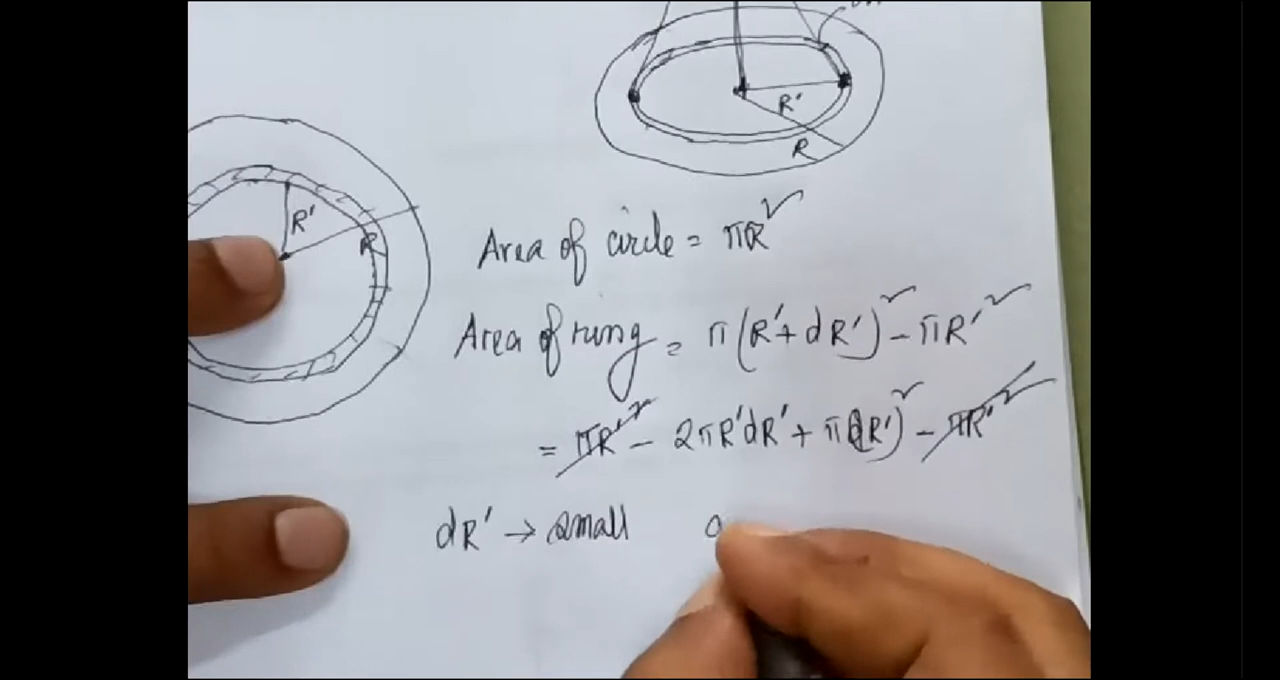 R'
R
R'
R
Area of circle = πR²
Area of ring = π(R'+dR')² - πR'²
= πR'² - 2πR'dR' + π(dR')² - πR'²
dR' → small